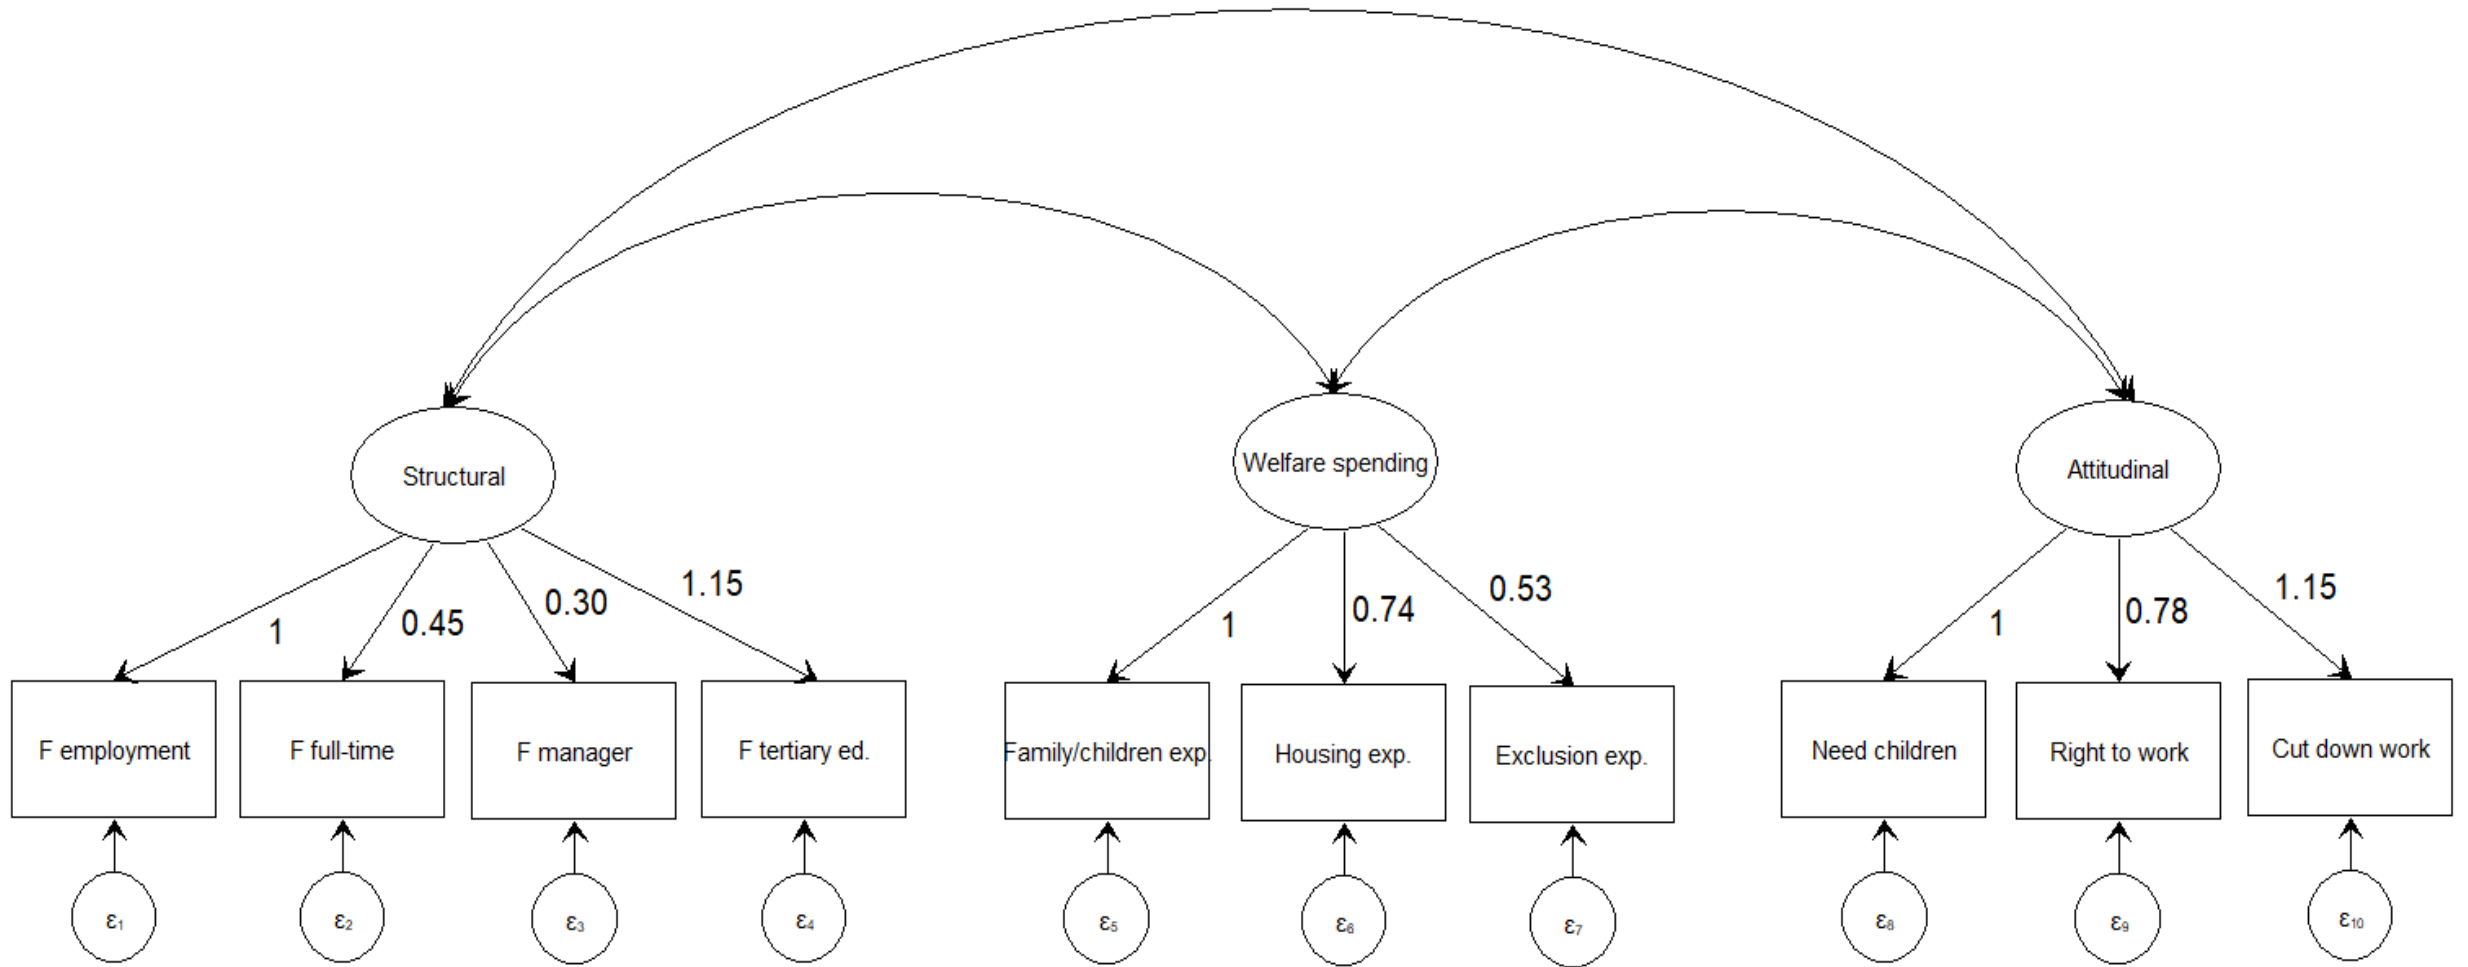 Structural
Welfare spending
Attitudinal
1
0.45
0.30
1.15
1
0.74
0.53
1
0.78
1.15
F employment
F full-time
F manager
F tertiary ed.
Family/children exp.
Housing exp.
Exclusion exp.
Need children
Right to work
Cut down work
ε₁
ε₂
ε₃
ε₄
ε₅
ε₆
ε₇
ε₈
ε₉
ε₁₀